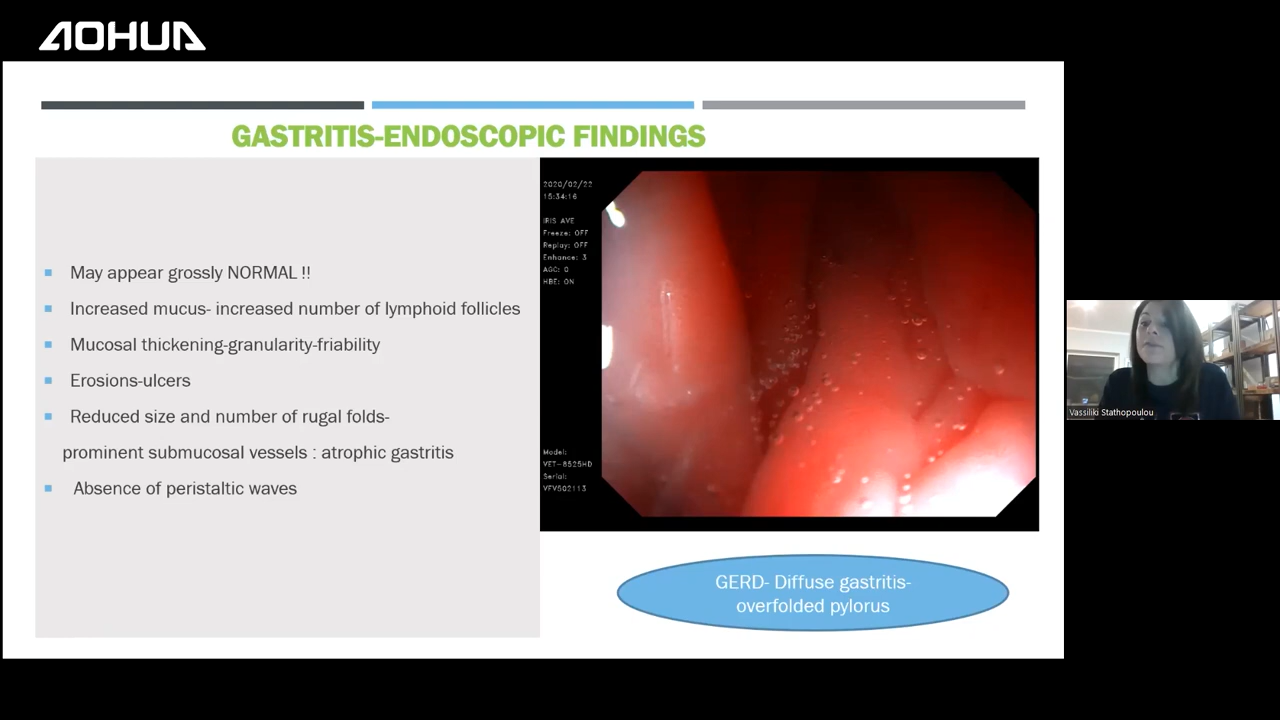 AOHUA
GASTRITIS-ENDOSCOPIC FINDINGS
May appear grossly NORMAL !!
Increased mucus- increased number of lymphoid follicles
Mucosal thickening-granularity-friability
Erosions-ulcers
Reduced size and number of rugal folds-
prominent submucosal vessels : atrophic gastritis
Absence of peristaltic waves
2020/02/22
15:34:16
IRIS AVE
Freeze: OFF
Replay: OFF
Enhance: 3
AGC: 0
HBE: ON
Model:
VET-8525HD
Serial:
VFV502113
GERD- Diffuse gastritis-
overfolded pylorus
Vassiliki Stathopoulou